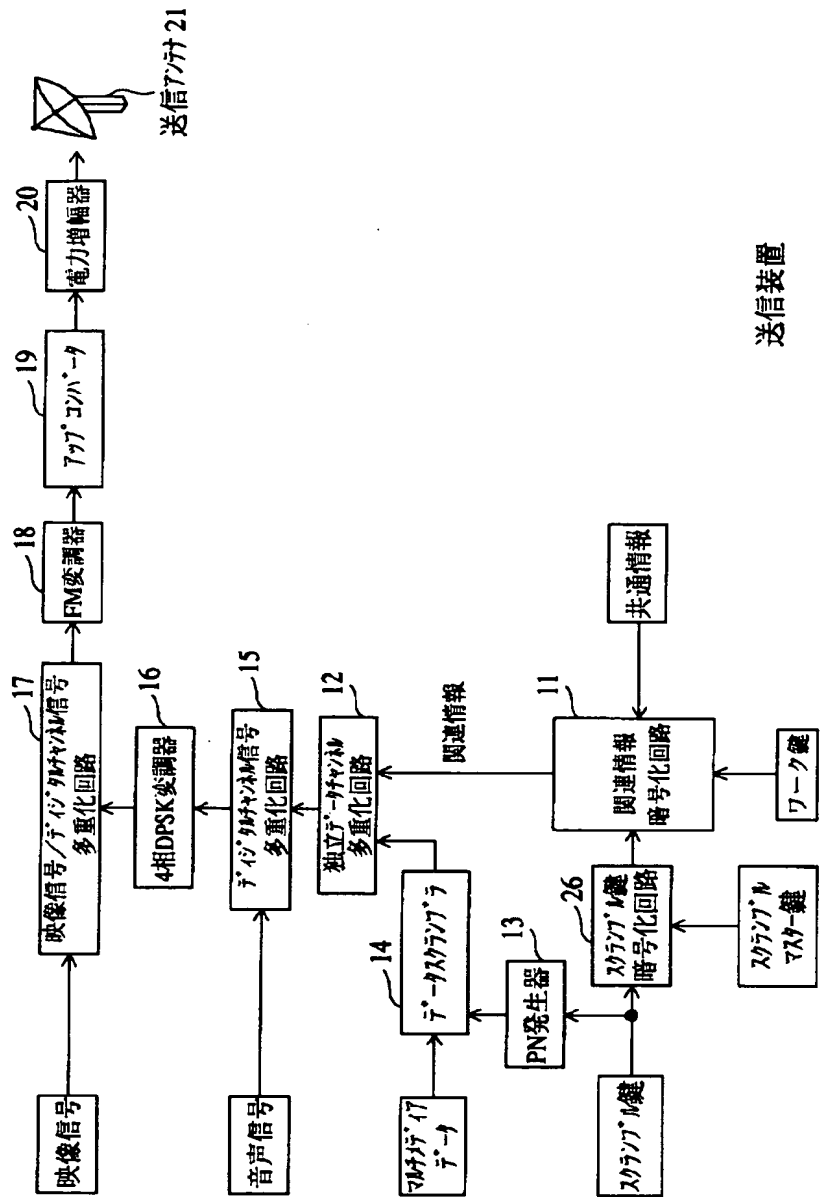 映像信号
17
映像信号/ディジタルチャンネル信号
多重化回路
18
FM変調器
19
アップコンバータ
20
電力増幅器
送信アンテナ 21
16
4相DPSK変調器
音声信号
15
ディジタルチャンネル信号
多重化回路
12
独立データチャンネル
多重化回路
関連情報
マルチメディア
データ
14
データスクランブラ
13
PN発生器
11
関連情報
暗号化回路
共通情報
スクランブル鍵
26
スクランブル鍵
暗号化回路
スクランブル
マスター鍵
ワーク鍵
送信装置